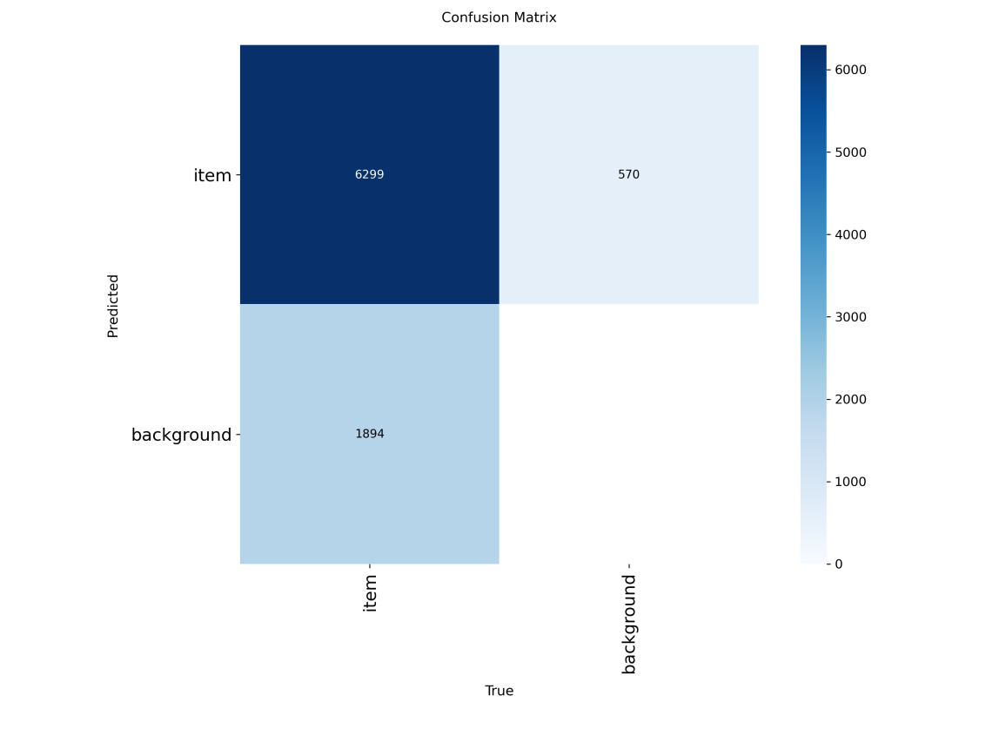 Confusion Matrix
item
6299
570
background
1894
Predicted
item
background
True
6000
5000
4000
3000
2000
1000
0